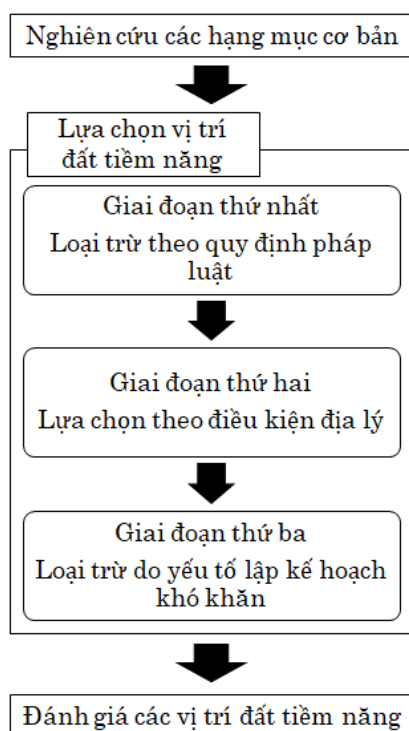 Nghiên cứu các hạng mục cơ bản
Lựa chọn vị trí
đất tiềm năng
Giai đoạn thứ nhất
Loại trừ theo quy định pháp
luật
Giai đoạn thứ hai
Lựa chọn theo điều kiện địa lý
Giai đoạn thứ ba
Loại trừ do yếu tố lập kế hoạch
khó khăn
Đánh giá các vị trí đất tiềm năng